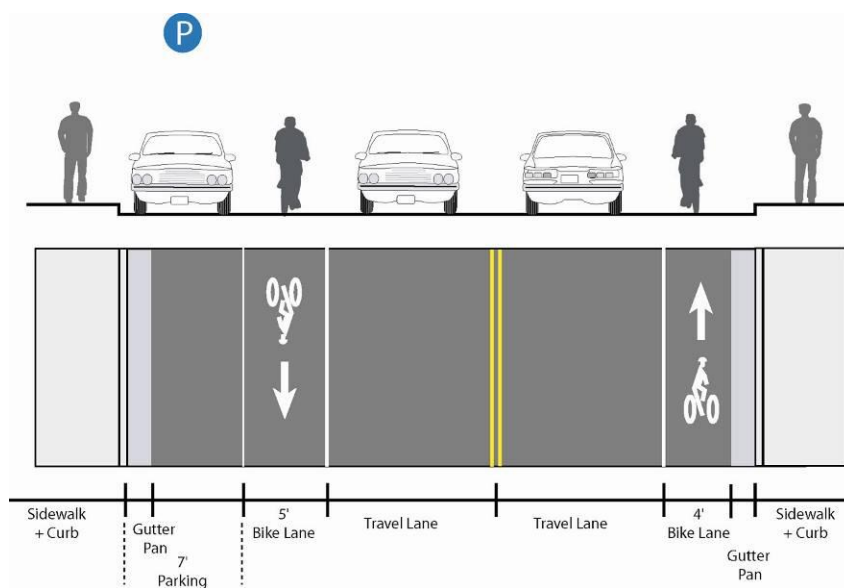 P
Sidewalk
+ Curb
Gutter
Pan
7'
Parking
5'
Bike Lane
Travel Lane
Travel Lane
4'
Bike Lane
Gutter
Pan
Sidewalk
+ Curb